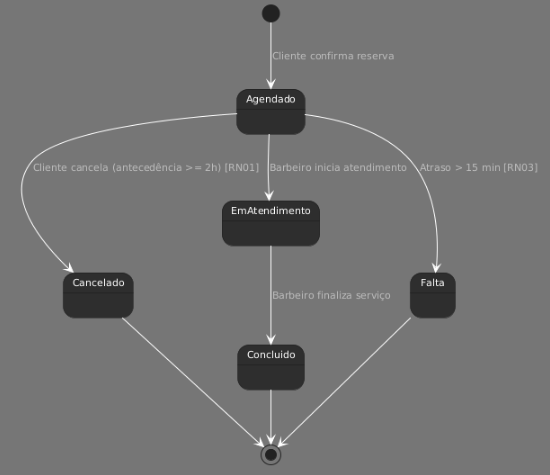 Cliente confirma reserva
Agendado
Cliente cancela (antecedência >= 2h) [RN01]
Barbeiro inicia atendimento
Atraso > 15 min [RN03]
EmAtendimento
Cancelado
Falta
Barbeiro finaliza serviço
Concluido